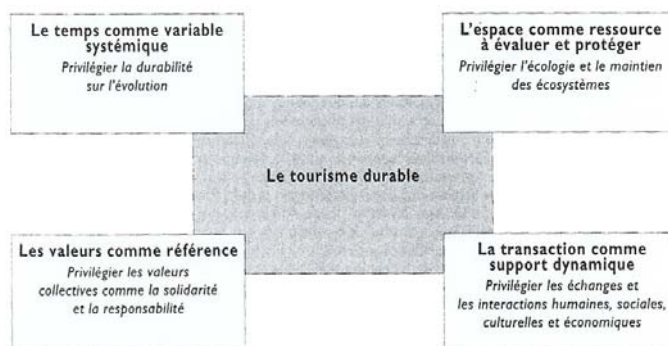 Le temps comme variable
systémique
Privilégier la durabilité
sur l'évolution
L'espace comme ressource
à évaluer et protéger
Privilégier l'écologie et le maintien
des écosystèmes
Le tourisme durable
Les valeurs comme référence
Privilégier les valeurs
collectives comme la solidarité
et la responsabilité
La transaction comme
support dynamique
Privilégier les échanges et
les interactions humaines, sociales,
culturelles et économiques